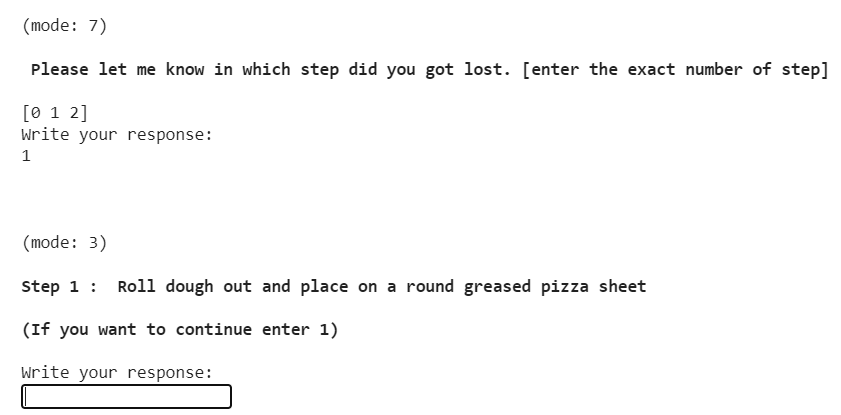 (mode: 7)
Please let me know in which step did you got lost. [enter the exact number of step]
[0 1 2]
Write your response:
1
(mode: 3)
Step 1 :  Roll dough out and place on a round greased pizza sheet
(If you want to continue enter 1)
Write your response: